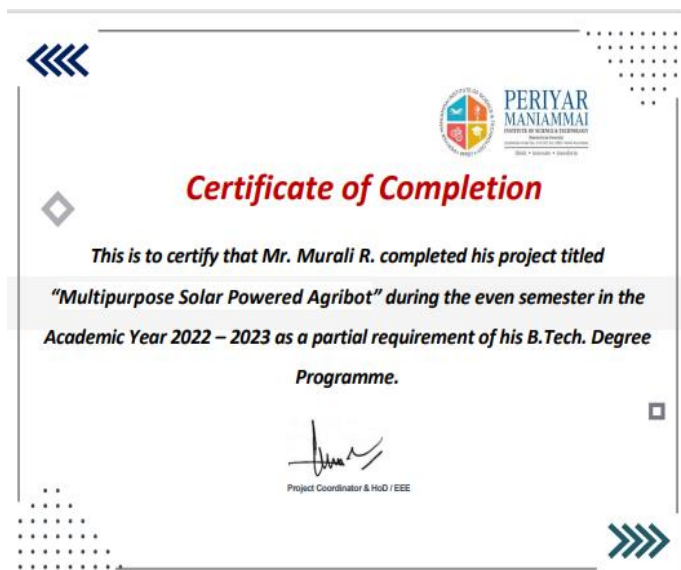 PERIYAR
MANIAMMAI
INSTITUTE OF SCIENCE & TECHNOLOGY
Certificate of Completion
This is to certify that Mr. Murali R. completed his project titled
“Multipurpose Solar Powered Agribot” during the even semester in the
Academic Year 2022 – 2023 as a partial requirement of his B.Tech. Degree
Programme.
Project Coordinator & HoD / EEE